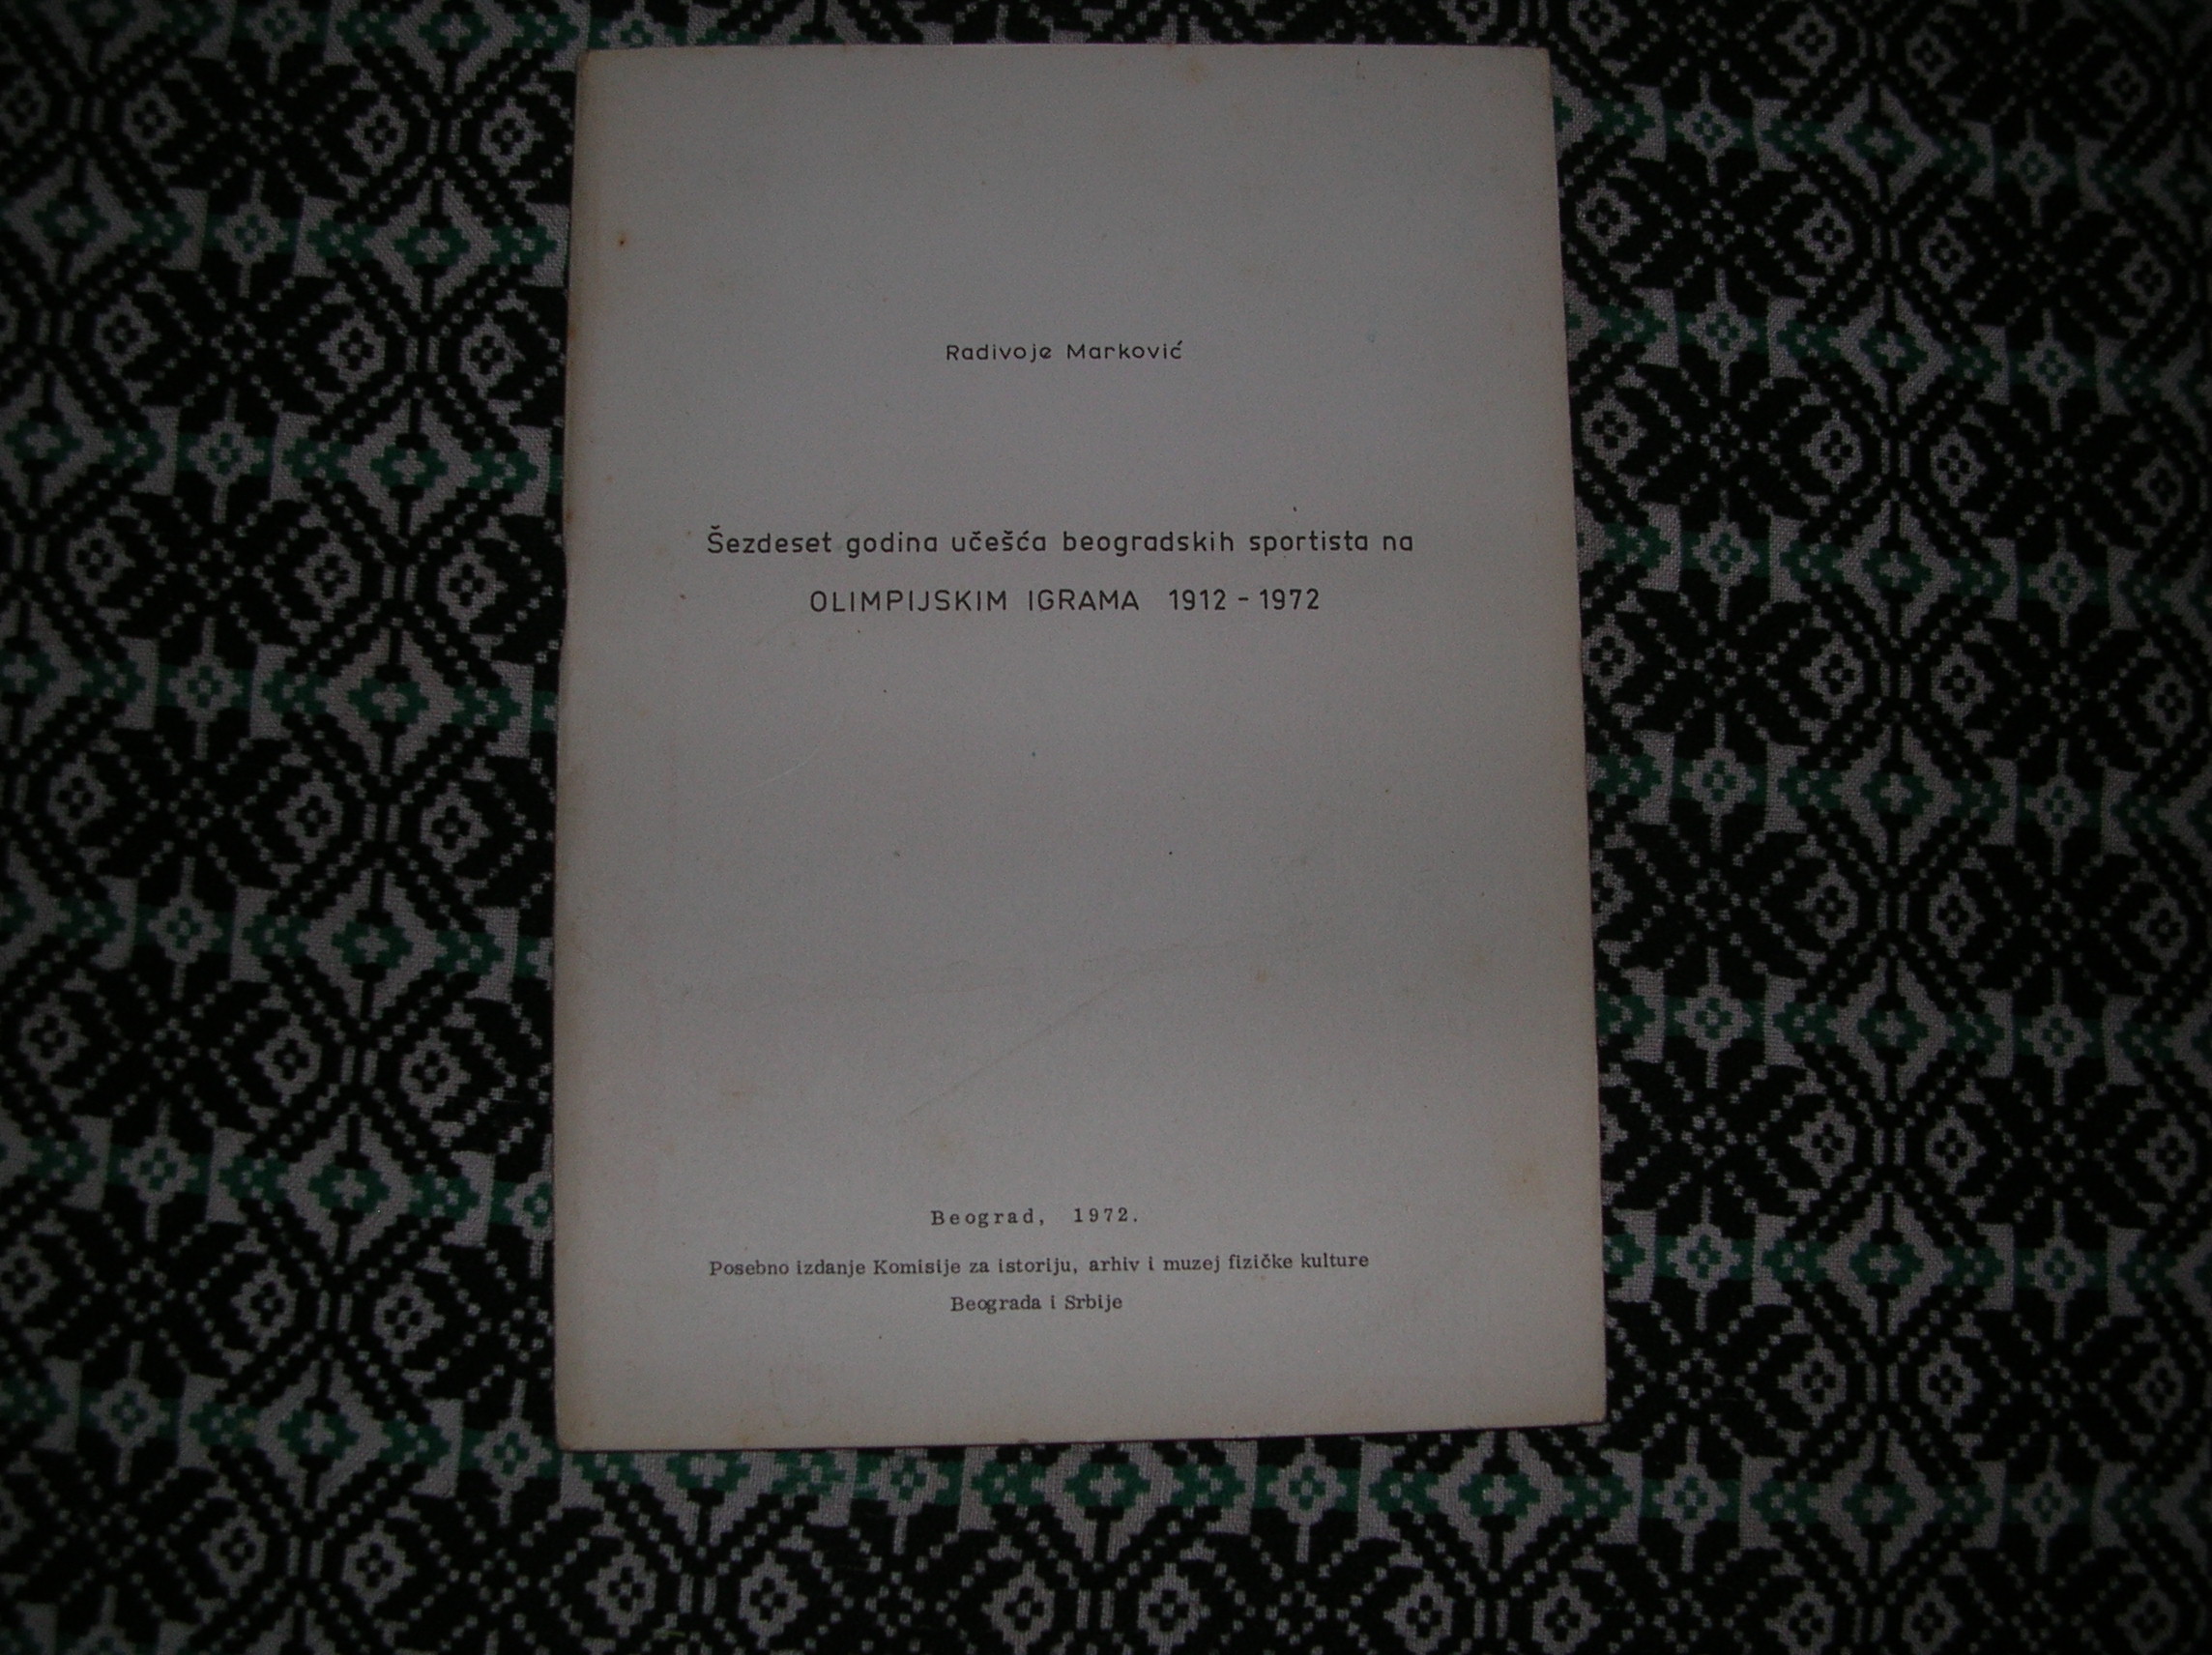 Radivoje Marković
Šezdeset godina učešća beogradskih sportista na
OLIMPIJSKIM IGRAMA 1912 - 1972
Beograd, 1972.
Posebno izdanje Komisije za istoriju, arhiv i muzej fizičke kulture
Beograda i Srbije